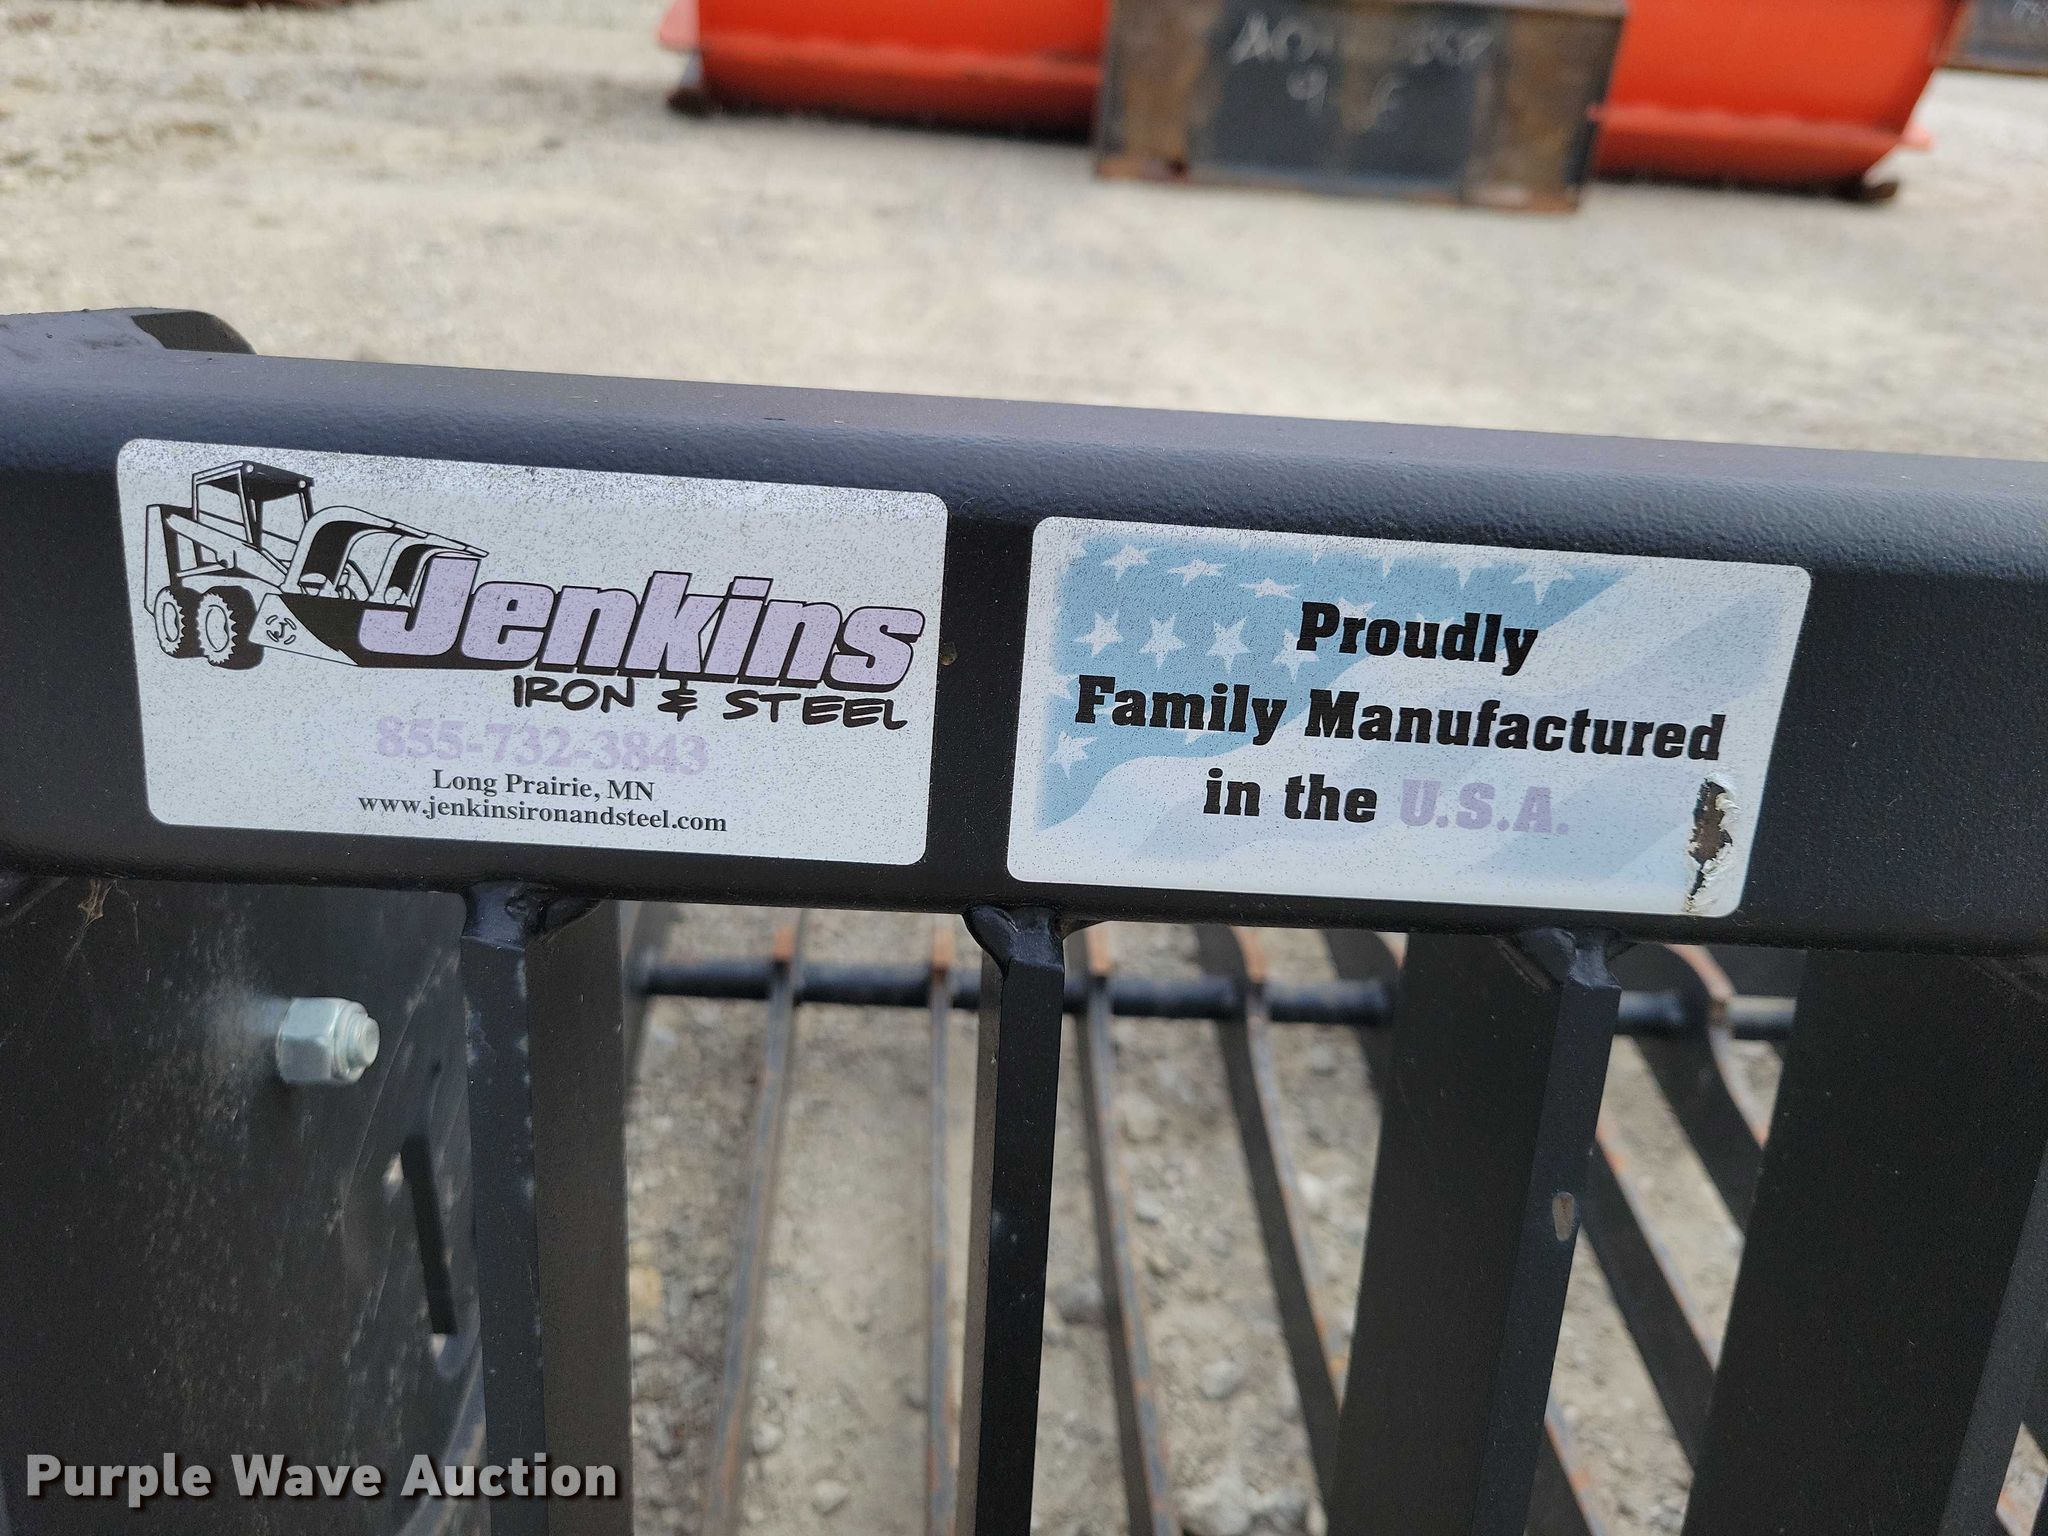 Jenkins
IRON & STEEL
855-732-3843
Long Prairie, MN
www.jenkinsironandsteel.com
Proudly
Family Manufactured
in the U.S.A.
Purple Wave Auction